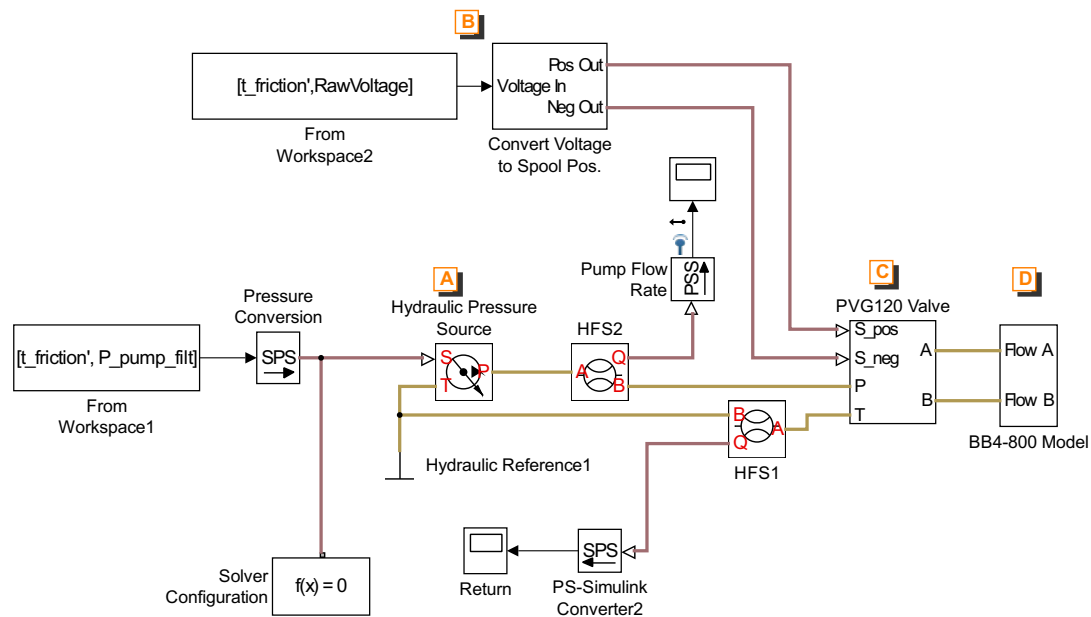 B
[t_friction',RawVoltage]
From
Workspace2
Pos Out
Voltage In
Neg Out
Convert Voltage
to Spool Pos.
Pump Flow
Rate
PSS
A
Hydraulic Pressure
Source
S
T
P
HFS2
A
Q
B
C
PVG120 Valve
S_pos
S_neg
P
T
A
B
D
Flow A
Flow B
BB4-800 Model
Pressure
Conversion
[t_friction', P_pump_filt]
SPS
From
Workspace1
B
Q
A
HFS1
Hydraulic Reference1
Solver
Configuration
f(x) = 0
Return
SPS
PS-Simulink
Converter2